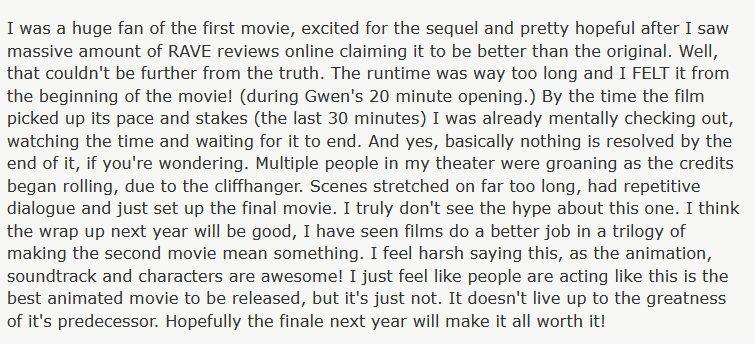 I was a huge fan of the first movie, excited for the sequel and pretty hopeful after I saw
massive amount of RAVE reviews online claiming it to be better than the original. Well,
that couldn't be further from the truth. The runtime was way too long and I FELT it from
the beginning of the movie! (during Gwen's 20 minute opening.) By the time the film
picked up its pace and stakes (the last 30 minutes) I was already mentally checking out,
watching the time and waiting for it to end. And yes, basically nothing is resolved by the
end of it, if you're wondering. Multiple people in my theater were groaning as the credits
began rolling, due to the cliffhanger. Scenes stretched on far too long, had repetitive
dialogue and just set up the final movie. I truly don't see the hype about this one. I think
the wrap up next year will be good, I have seen films do a better job in a trilogy of
making the second movie mean something. I feel harsh saying this, as the animation,
soundtrack and characters are awesome! I just feel like people are acting like this is the
best animated movie to be released, but it's just not. It doesn't live up to the greatness
of it's predecessor. Hopefully the finale next year will make it all worth it!